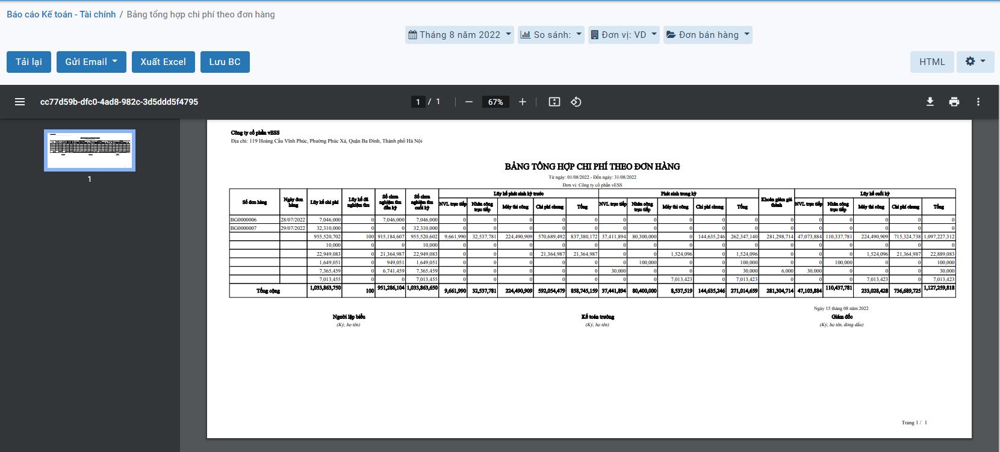 Báo cáo Kế toán - Tài chính / Bảng tổng hợp chi phí theo đơn hàng
Tháng 8 năm 2022 So sánh: Đơn vị: VD Đơn bán hàng
Tải lại Gửi Email Xuất Excel Lưu BC HTML
cc77d59b-dfc0-4ad8-982c-3d5ddd5f4795 1 / 1 67%
1
Công ty cổ phần vESS
Địa chỉ: 119 Hoàng Cầu Vĩnh Phúc, Phường Phúc Xá, Quận Ba Đình, Thành phố Hà Nội
BẢNG TỔNG HỢP CHI PHÍ THEO ĐƠN HÀNG
Từ ngày: 01/08/2022 - Đến ngày: 31/08/2022
Đơn vị: Công ty cổ phần vESS
Số đơn hàng Ngày đơn hàng Lũy kế chi phí Lũy kế đã nghiệm thu Số chưa nghiệm thu đầu kỳ Số chưa nghiệm thu cuối kỳ Lũy kế phát sinh kỳ trước Phát sinh trong kỳ Khoản giảm giá thành Lũy kế cuối kỳ
NVL trực tiếp Nhân công trực tiếp Máy thi công Chi phí chung Tổng NVL trực tiếp Nhân công trực tiếp Máy thi công Chi phí chung Tổng NVL trực tiếp Nhân công trực tiếp Máy thi công Chi phí chung Tổng
BG0000006 28/07/2022 7,046,000 0 7,046,000 7,046,000 0 0 0 0 0 0 0 0 0 0 0 0 0 0 0 0
BG0000007 29/07/2022 32,310,000 0 0 32,310,000 0 0 0 0 0 0 0 0 0 0 0 0 0 0 0 0
955,520,702 100 915,184,607 955,520,602 9,661,990 32,537,781 224,490,909 570,689,492 837,380,172 37,411,894 80,300,000 0 144,635,246 262,347,140 281,298,714 47,073,884 110,337,781 224,490,909 715,324,738 1,097,227,312
10,000 0 0 10,000 0 0 0 0 0 0 0 0 0 0 0 0 0 0 0 0
22,949,083 0 21,364,987 22,949,083 0 0 0 21,364,987 21,364,987 0 0 1,524,096 0 1,524,096 0 0 0 1,524,096 21,364,987 22,889,083
1,649,051 0 949,051 1,649,051 0 0 0 0 0 0 100,000 0 0 100,000 0 0 100,000 0 0 100,000
7,365,459 0 6,741,459 7,365,459 0 0 0 0 0 30,000 0 0 0 30,000 6,000 30,000 0 0 0 30,000
7,013,455 0 0 7,013,455 0 0 0 0 0 0 0 7,013,423 0 7,013,423 0 0 0 7,013,423 0 7,013,423
Tổng cộng 1,033,863,750 100 951,286,104 1,033,863,650 9,661,990 32,537,781 224,490,909 592,054,479 858,745,159 37,441,894 80,400,000 8,537,519 144,635,246 271,014,659 281,304,714 47,103,884 110,437,781 233,028,428 736,689,725 1,127,259,818
Ngày 15 tháng 08 năm 2022
Người lập biểu Kế toán trưởng Giám đốc
(Ký, họ tên) (Ký, họ tên) (Ký, họ tên, đóng dấu)
Trang 1 / 1